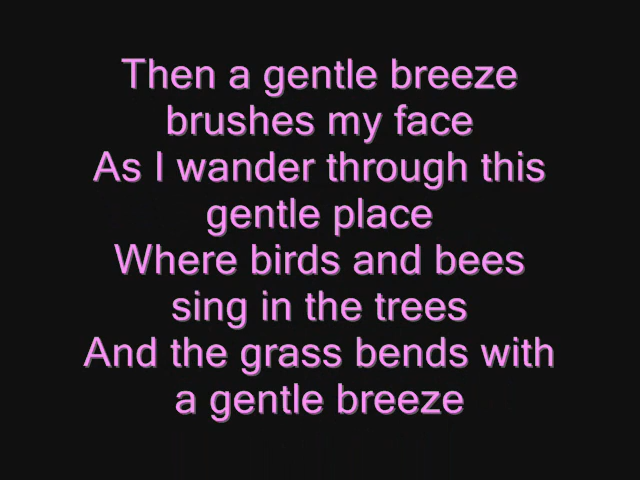 Then a gentle breeze
brushes my face
As I wander through this
gentle place
Where birds and bees
sing in the trees
And the grass bends with
a gentle breeze